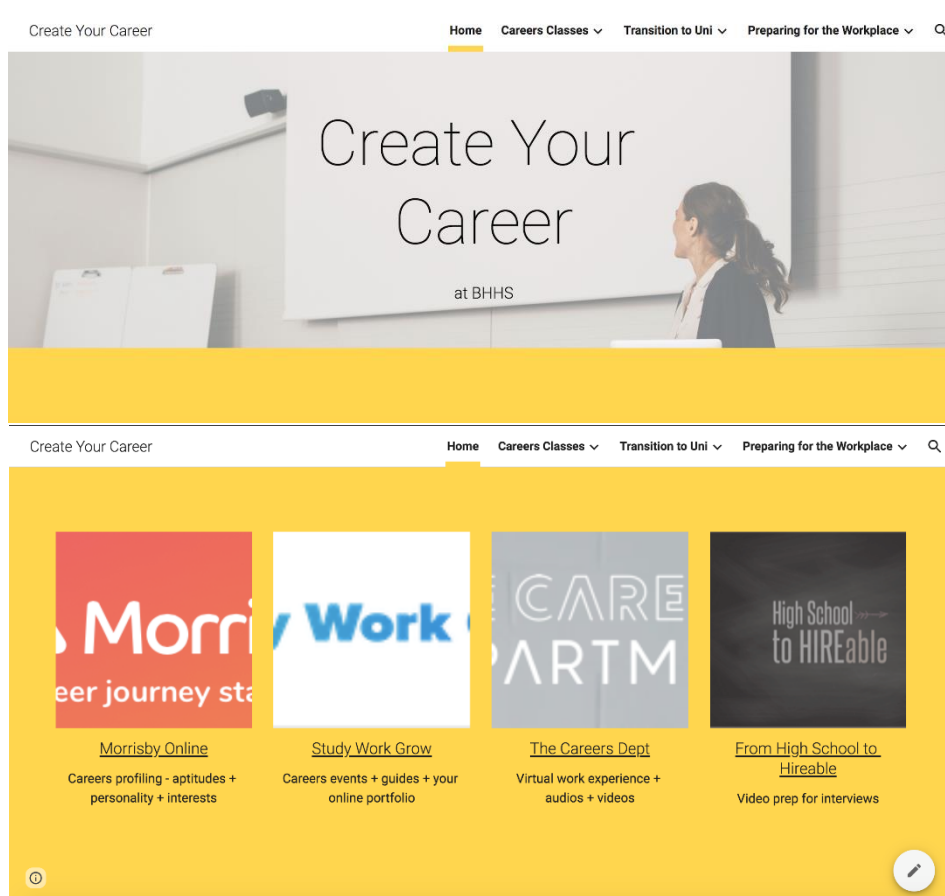 Create Your Career Home Careers Classes Transition to Uni Preparing for the Workplace
Create Your
Career
at BHHS
Create Your Career Home Careers Classes Transition to Uni Preparing for the Workplace
Morri
eer journey sta
y Work
E CARE
PARTM
High School
to HIREable
Morrisby Online
Careers profiling - aptitudes +
personality + interests
Study Work Grow
Careers events + guides + your
online portfolio
The Careers Dept
Virtual work experience +
audios + videos
From High School to
Hireable
Video prep for interviews